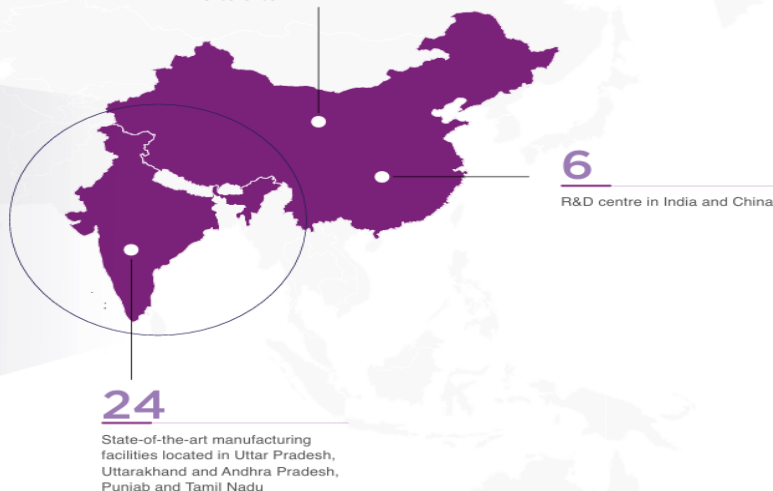 6
R&D centre in India and China
24
State-of-the-art manufacturing
facilities located in Uttar Pradesh,
Uttarakhand and Andhra Pradesh,
Punjab and Tamil Nadu